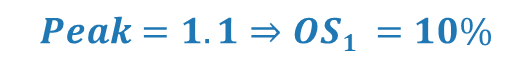 Peak = 1.1 ⇒ OS₁ = 10%